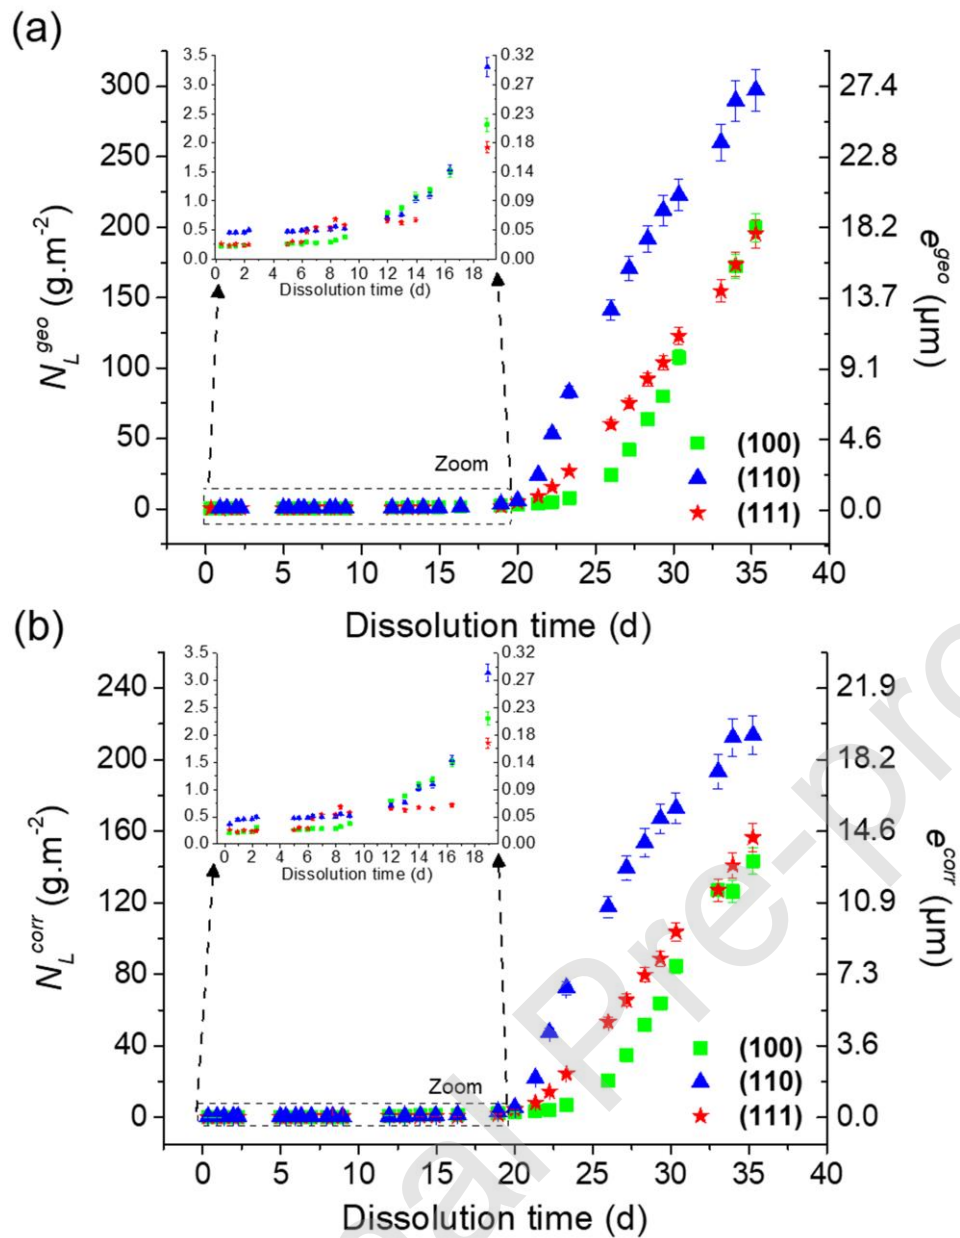 (a)
3.5 0.32
3.0 0.27
2.5 0.23
2.0 0.18
1.5 0.14
1.0 0.09
0.5 0.05
0.0 0.00
0 2 4 6 8 10 12 14 16 18
Dissolution time (d)
300 27.4
250 22.8
200 18.2
150 13.7
100 9.1
50 4.6
0 0.0
N_L^geo (g.m⁻²)
e^geo (µm)
Zoom
(100)
(110)
(111)
0 5 10 15 20 25 30 35 40
Dissolution time (d)
(b)
3.5 0.32
3.0 0.27
2.5 0.23
2.0 0.18
1.5 0.14
1.0 0.09
0.5 0.05
0.0 0.00
0 2 4 6 8 10 12 14 16 18
Dissolution time (d)
240 21.9
200 18.2
160 14.6
120 10.9
80 7.3
40 3.6
0 0.0
N_L^corr (g.m⁻²)
e^corr (µm)
Zoom
(100)
(110)
(111)
0 5 10 15 20 25 30 35 40
Dissolution time (d)
al Pre-pro